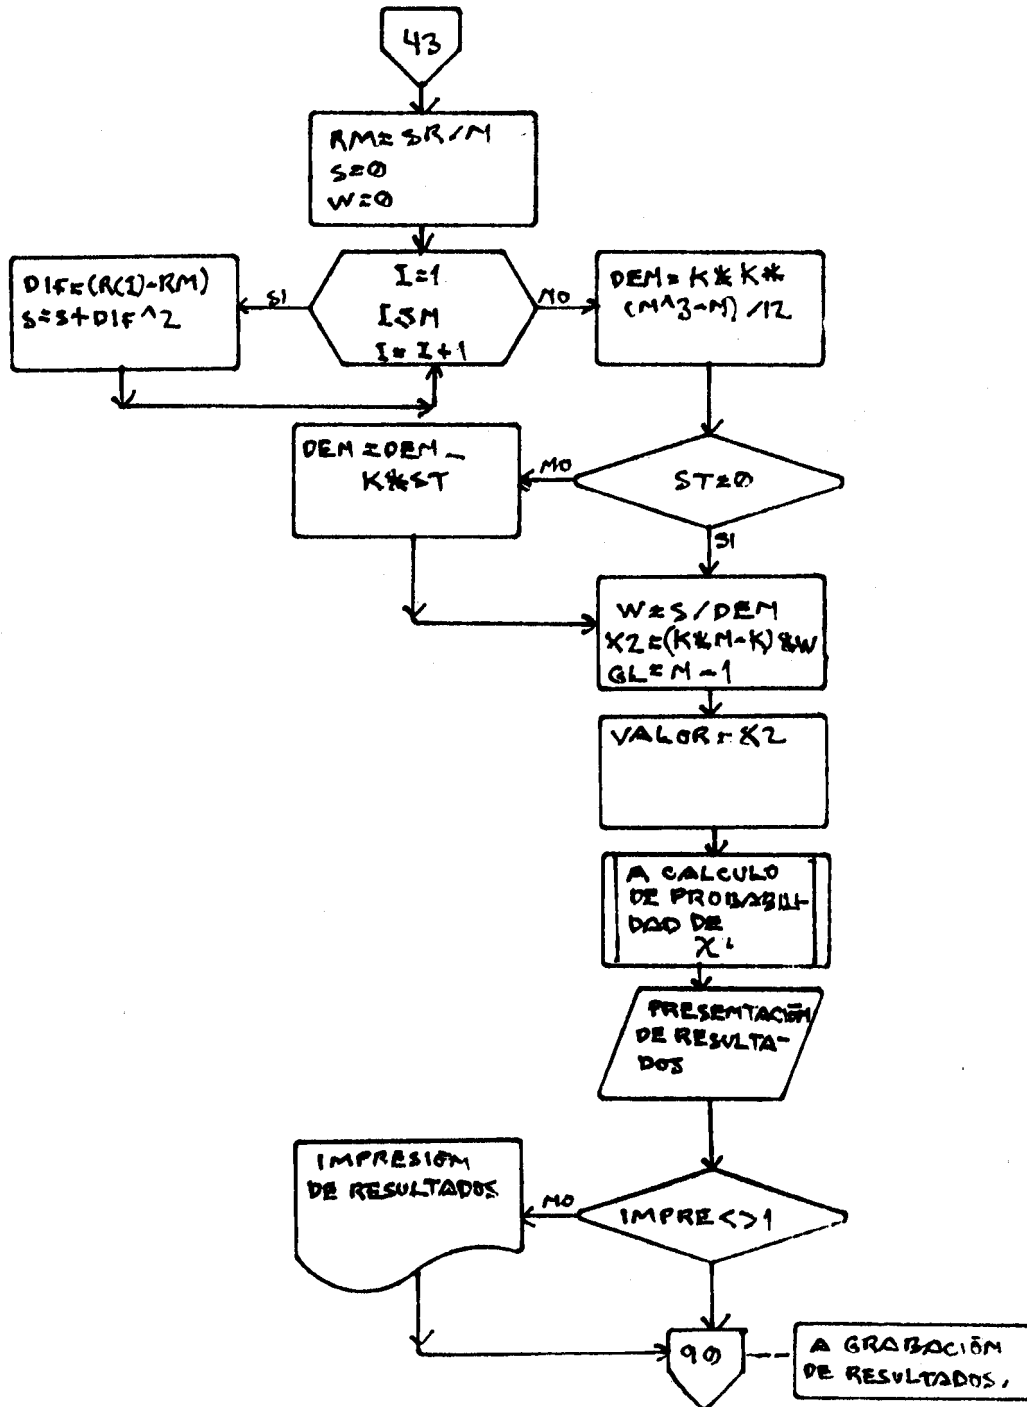 43
RM=SR/M
S=0
W=0
DIF=(R(I)-RM)
S=S+DIF^2
SI
I=1
I≤M
I=I+1
NO
DEM=K*K*
(M^3-M)/12
DEM=DEM-
K*ST
NO
ST=0
SI
W=S/DEM
X2=(K*M-K)*W
GL=M-1
VALOR=X2
A CALCULO
DE PROBABILI-
DAD DE
PRESENTACIÓN
DE RESULTA-
DOS
IMPRESIÓN
DE RESULTADOS
NO
IMPRE<>1
90
A GRABACIÓN
DE RESULTADOS.